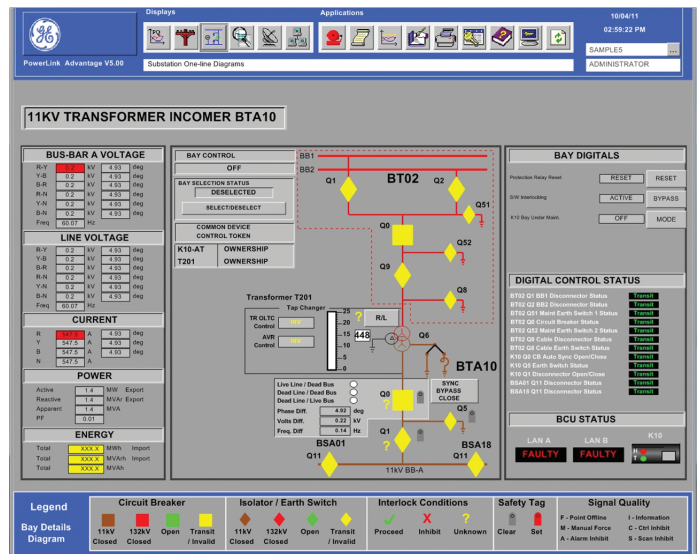 Displays
Applications
10/04/11
02:59:22 PM
PowerLink Advantage V5.00
Substation One-line Diagrams
SAMPLE5
...
ADMINISTRATOR
11KV TRANSFORMER INCOMER BTA10
BUS-BAR A VOLTAGE
R-Y 0.2 kV 4.93 deg
Y-B 0.2 kV 4.93 deg
B-R 0.2 kV 4.93 deg
R-N 0.2 kV 4.93 deg
Y-N 0.2 kV 4.93 deg
B-N 0.2 kV 4.93 deg
Freq 60.07 Hz
LINE VOLTAGE
R-Y 0.2 kV 4.93 deg
Y-B 0.2 kV 4.93 deg
B-R 0.2 kV 4.93 deg
R-N 0.2 kV 4.93 deg
Y-N 0.2 kV 4.93 deg
B-N 0.2 kV 4.93 deg
Freq 60.07 Hz
CURRENT
R 547.5 A 4.93 deg
Y 547.5 A 4.93 deg
B 547.5 A 4.93 deg
N 547.5 A
POWER
Active 1.4 MW Export
Reactive 1.4 MVAr Export
Apparent 1.4 MVA
PF 0.01
ENERGY
Total XXX.X MWh Import
Total XXX.X MVArh Import
Total XXX.X MVAh
BAY CONTROL
OFF
BAY SELECTION STATUS
DESELECTED
SELECT/DESELECT
COMMON DEVICE
CONTROL TOKEN
K10-AT OWNERSHIP
T201 OWNERSHIP
BB1
BB2
Q1
BT02
Q2
Q51
Q0
Q52
Q9
Q8
Transformer T201
Tap Changer
TR OLTC
Control
INV
AVR
Control
INV
25
20
15
10
5
0
?
R/L
448
Q6
BTA10
Live Line / Dead Bus
Dead Line / Dead Bus
Dead Line / Live Bus
Phase Diff. 4.92 deg
Volts Diff. 0.22 kV
Freq. Diff 0.14 Hz
SYNC
BYPASS
CLOSE
Q0
?
Q5
Q1
?
BSA01
Q11
BSA18
Q11
11kV BB-A
BAY DIGITALS
Protection Relay Reset RESET RESET
S/W Interlocking ACTIVE BYPASS
K10 Bay Under Maint. OFF MODE
DIGITAL CONTROL STATUS
BT02 Q1 BB1 Disconnector Status Transit
BT02 Q2 BB2 Disconnector Status Transit
BT02 Q51 Maint Earth Switch 1 Status Transit
BT02 Q0 Circuit Breaker Status Transit
BT02 Q52 Maint Earth Switch 2 Status Transit
BT02 Q9 Cable Disconnector Status Transit
BT02 Q8 Cable Earth Switch Status Transit
K10 Q0 CB Auto Sync Open/Close Transit
K10 Q5 Earth Switch Status Transit
K10 Q1 Disconnector Open/Close Transit
BSA01 Q11 Disconnector Status Transit
BSA18 Q11 Disconnector Status Transit
BCU STATUS
LAN A LAN B K10
FAULTY FAULTY H
T
Legend
Bay Details
Diagram
Circuit Breaker
11kV
Closed
132kV
Closed
Open
Transit
/ Invalid
Isolator / Earth Switch
11kV
Closed
132kV
Closed
Open
Transit
/ Invalid
Interlock Conditions
X
?
Proceed Inhibit Unknown
Safety Tag
Clear Set
Signal Quality
F - Point Offline I - Information
M - Manual Force C - Ctrl Inhibit
A - Alarm Inhibit S - Scan Inhibit